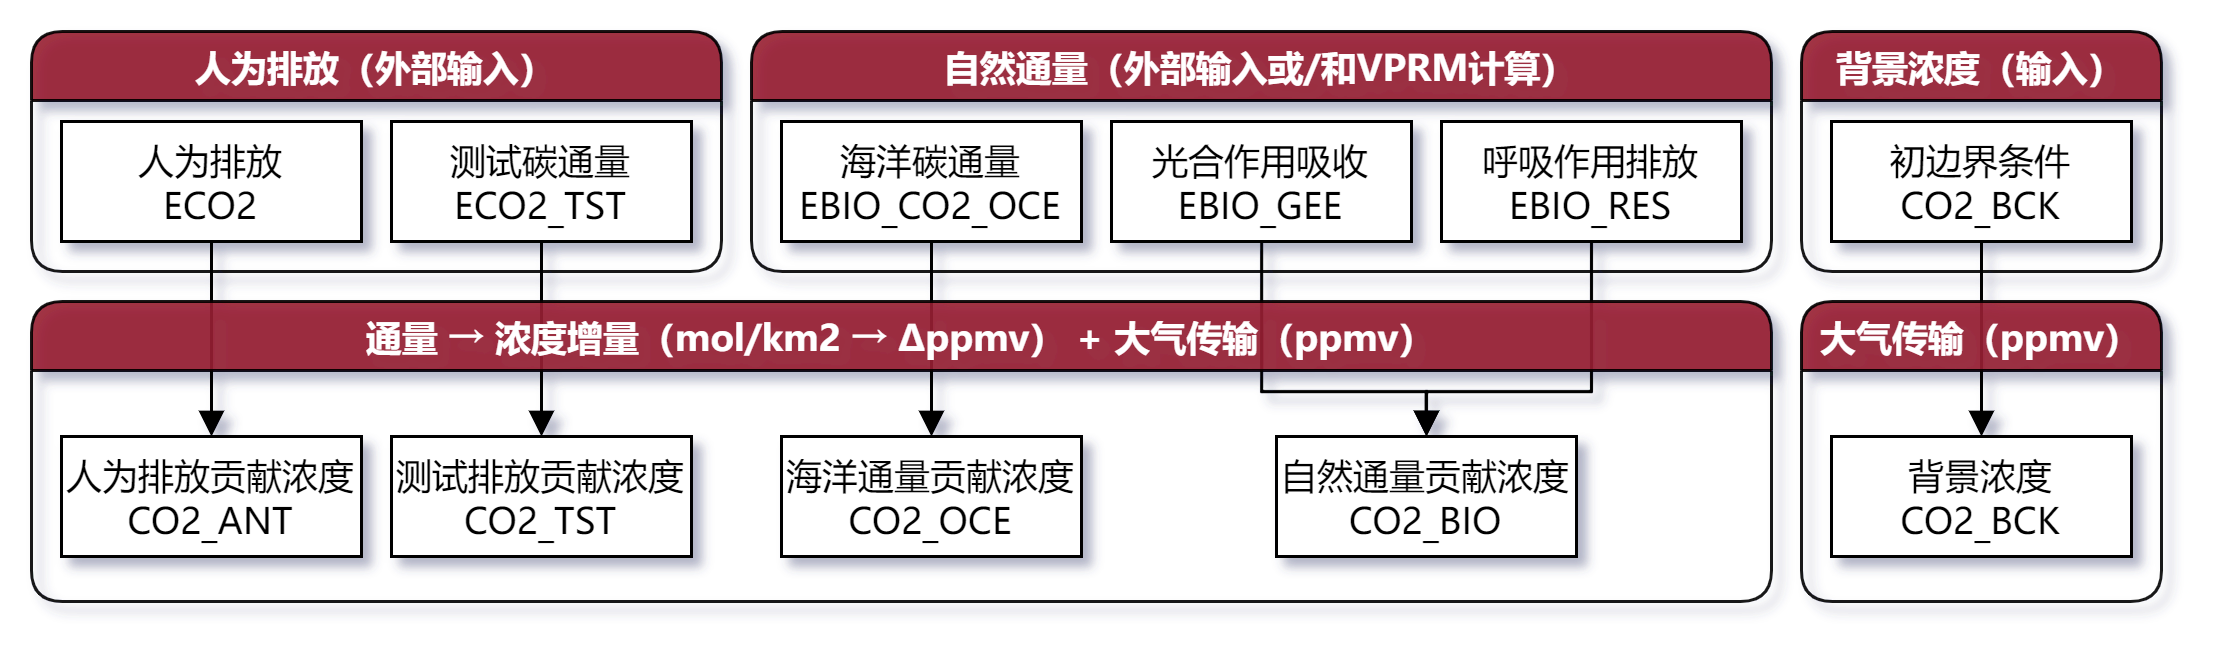 人为排放（外部输入）
人为排放
ECO2
测试碳通量
ECO2_TST
自然通量（外部输入或/和VPRM计算）
海洋碳通量
EBIO_CO2_OCE
光合作用吸收
EBIO_GEE
呼吸作用排放
EBIO_RES
背景浓度（输入）
初边界条件
CO2_BCK
通量 → 浓度增量（mol/km2 → Δppmv） + 大气传输（ppmv）
人为排放贡献浓度
CO2_ANT
测试排放贡献浓度
CO2_TST
海洋通量贡献浓度
CO2_OCE
自然通量贡献浓度
CO2_BIO
大气传输（ppmv）
背景浓度
CO2_BCK